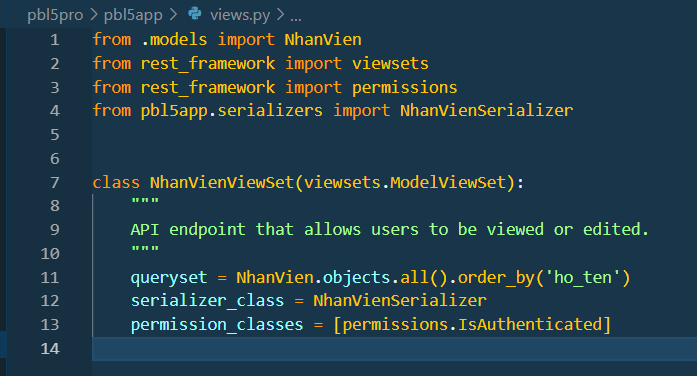 pbl5pro > pbl5app > views.py > ...
1 from .models import NhanVien
2 from rest_framework import viewsets
3 from rest_framework import permissions
4 from pbl5app.serializers import NhanVienSerializer
5
6
7 class NhanVienViewSet(viewsets.ModelViewSet):
8     """
9     API endpoint that allows users to be viewed or edited.
10     """
11     queryset = NhanVien.objects.all().order_by('ho_ten')
12     serializer_class = NhanVienSerializer
13     permission_classes = [permissions.IsAuthenticated]
14